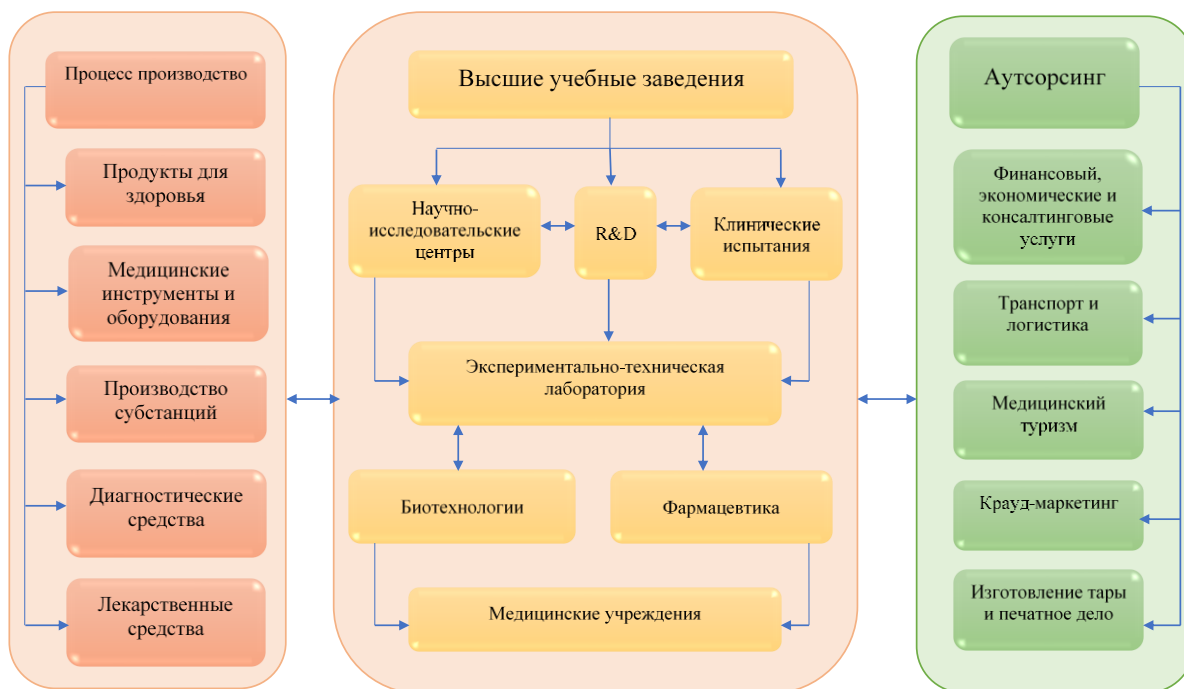 Процесс производство
Продукты для
здоровья
Медицинские
инструменты и
оборудования
Производство
субстанций
Диагностические
средства
Лекарственные
средства
Высшие учебные заведения
Научно-
исследовательские
центры
R&D
Клинические
испытания
Экспериментально-техническая
лаборатория
Биотехнологии
Фармацевтика
Медицинские учреждения
Аутсорсинг
Финансовый,
экономические и
консалтинговые
услуги
Транспорт и
логистика
Медицинский
туризм
Крауд-маркетинг
Изготовление тары
и печатное дело